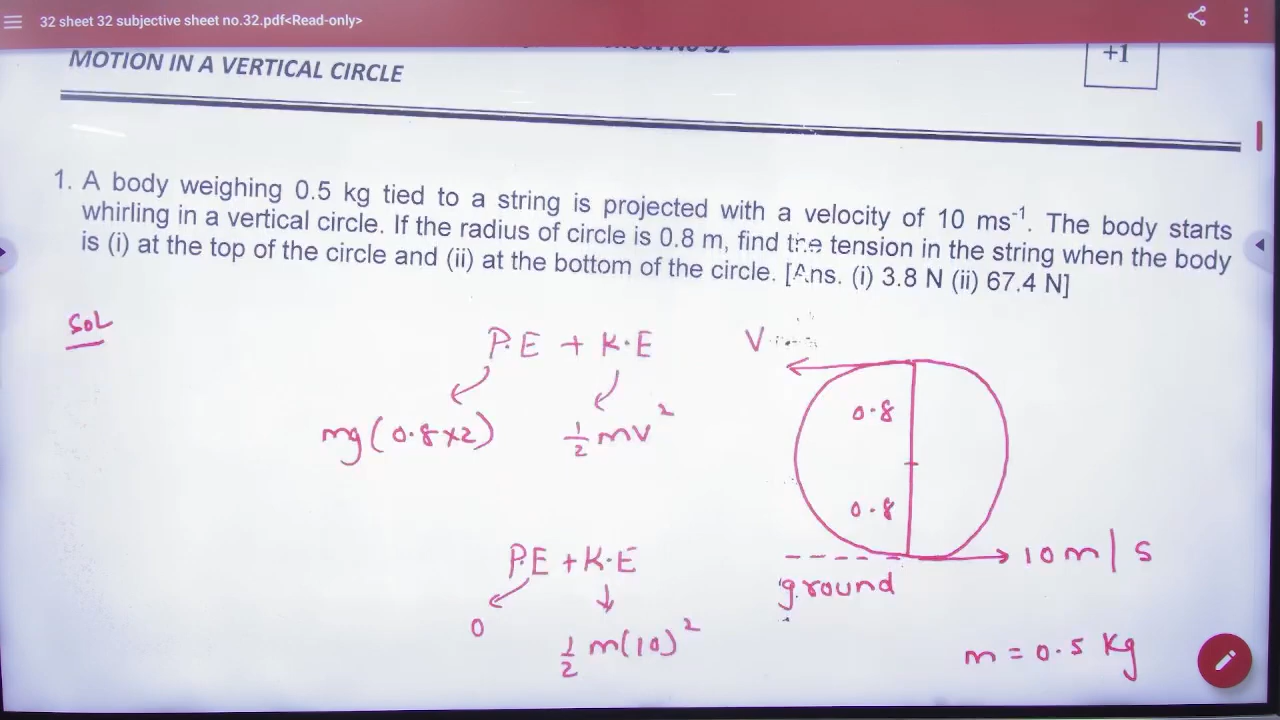 32 sheet 32 subjective sheet no.32.pdf<Read-only>
MOTION IN A VERTICAL CIRCLE
+1
1. A body weighing 0.5 kg tied to a string is projected with a velocity of 10 ms⁻¹. The body starts
whirling in a vertical circle. If the radius of circle is 0.8 m, find the tension in the string when the body
is (i) at the top of the circle and (ii) at the bottom of the circle. [Ans. (i) 3.8 N (ii) 67.4 N]
SOL
P.E + K.E
V
mg(0.8×2) ½mv²
0.8
0.8
P.E + K.E
10 m/s
ground
0
½m(10)²
m = 0.5 Kg